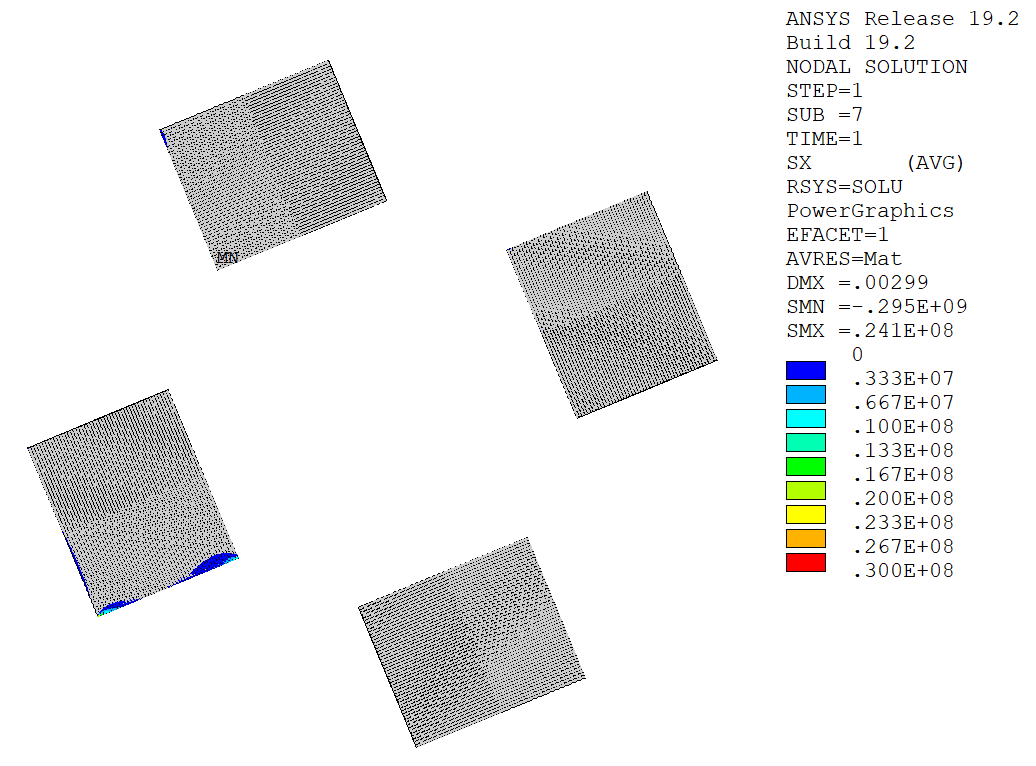 ANSYS Release 19.2
Build 19.2
NODAL SOLUTION
STEP=1
SUB =7
TIME=1
SX (AVG)
RSYS=SOLU
PowerGraphics
EFACET=1
AVRES=Mat
DMX =.00299
SMN =-.295E+09
SMX =.241E+08
0
.333E+07
.667E+07
.100E+08
.133E+08
.167E+08
.200E+08
.233E+08
.267E+08
.300E+08
MN